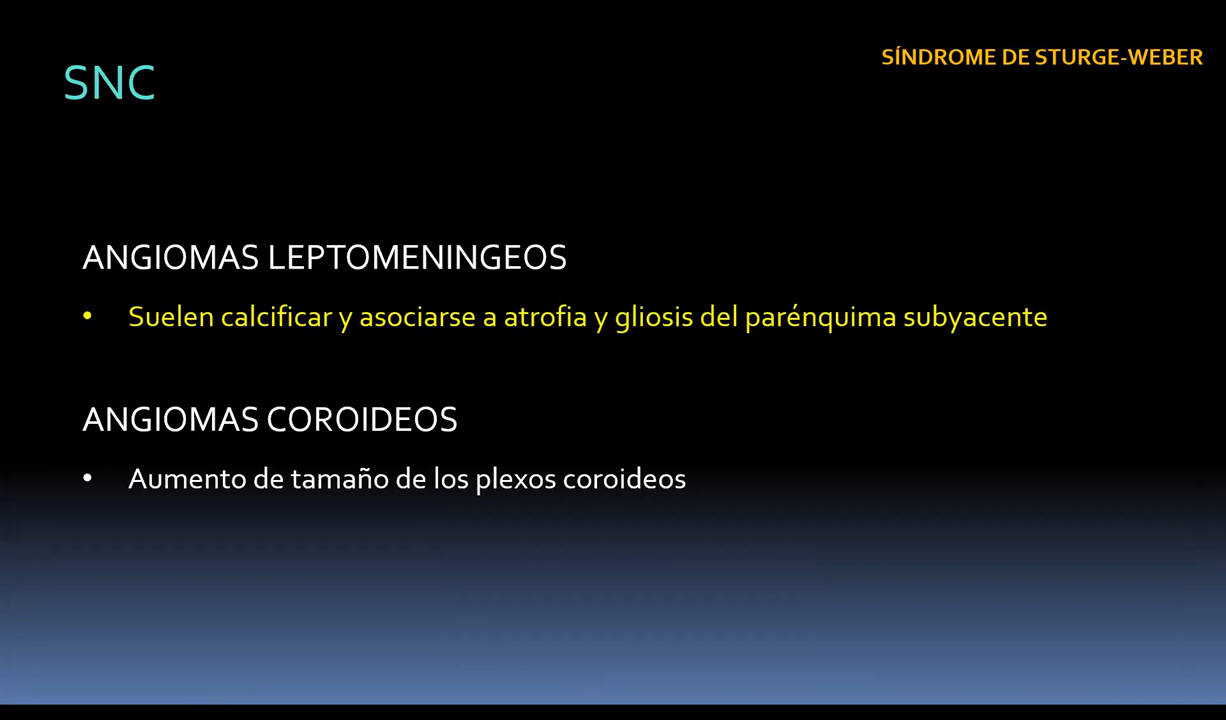 SÍNDROME DE STURGE-WEBER
SNC
ANGIOMAS LEPTOMENINGEOS
• Suelen calcificar y asociarse a atrofia y gliosis del parénquima subyacente
ANGIOMAS COROIDEOS
• Aumento de tamaño de los plexos coroideos